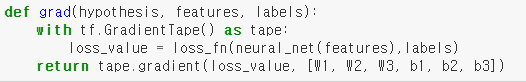 def grad(hypothesis, features, labels):
    with tf.GradientTape() as tape:
        loss_value = loss_fn(neural_net(features),labels)
    return tape.gradient(loss_value, [W1, W2, W3, b1, b2, b3])